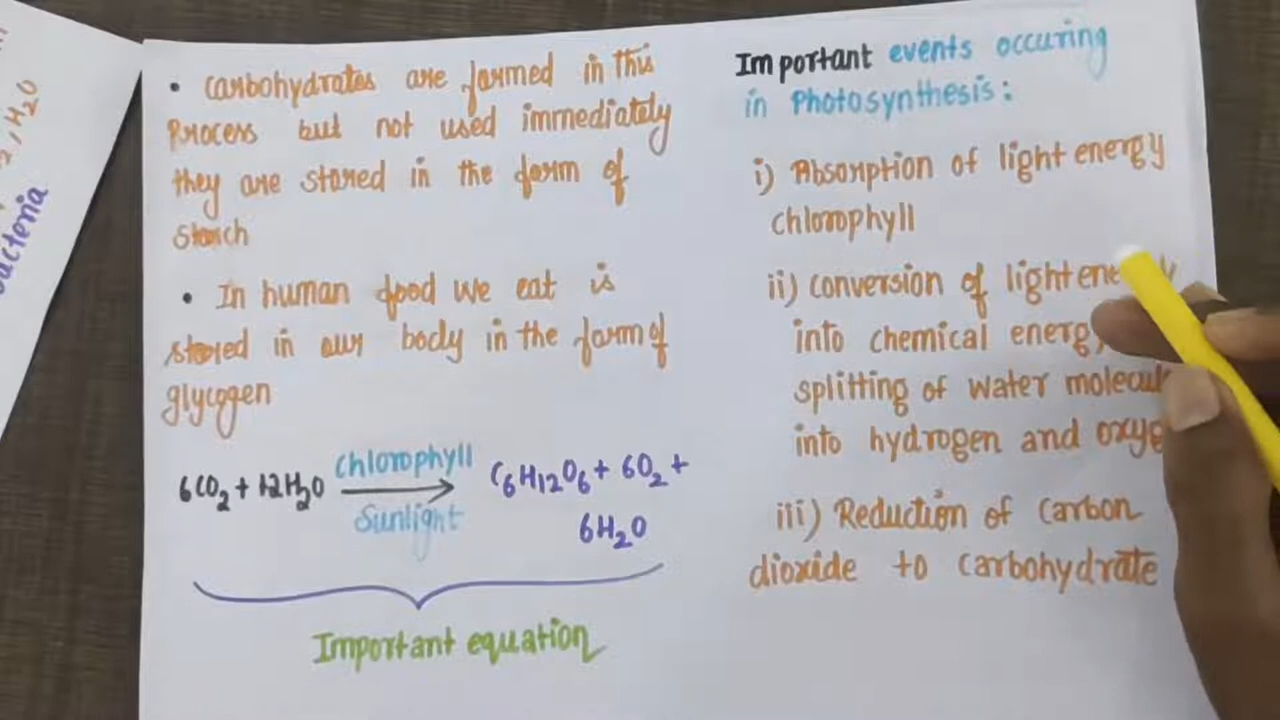 H2O
bacteria
• Carbohydrates are formed in this
Process but not used immediately
they are stored in the form of
starch
• In human food we eat is
stored in our body in the form of
glycogen
6CO2 + 12H2O Chlorophyll → Sunlight C6H12O6 + 6O2 +
6H2O
Important equation
Important events occuring
in Photosynthesis:
i) Absorption of light energy
chlorophyll
ii) Conversion of light
into chemical energy
splitting of water
into hydrogen and
iii) Reduction of Carbon
dioxide to Carbohydrate